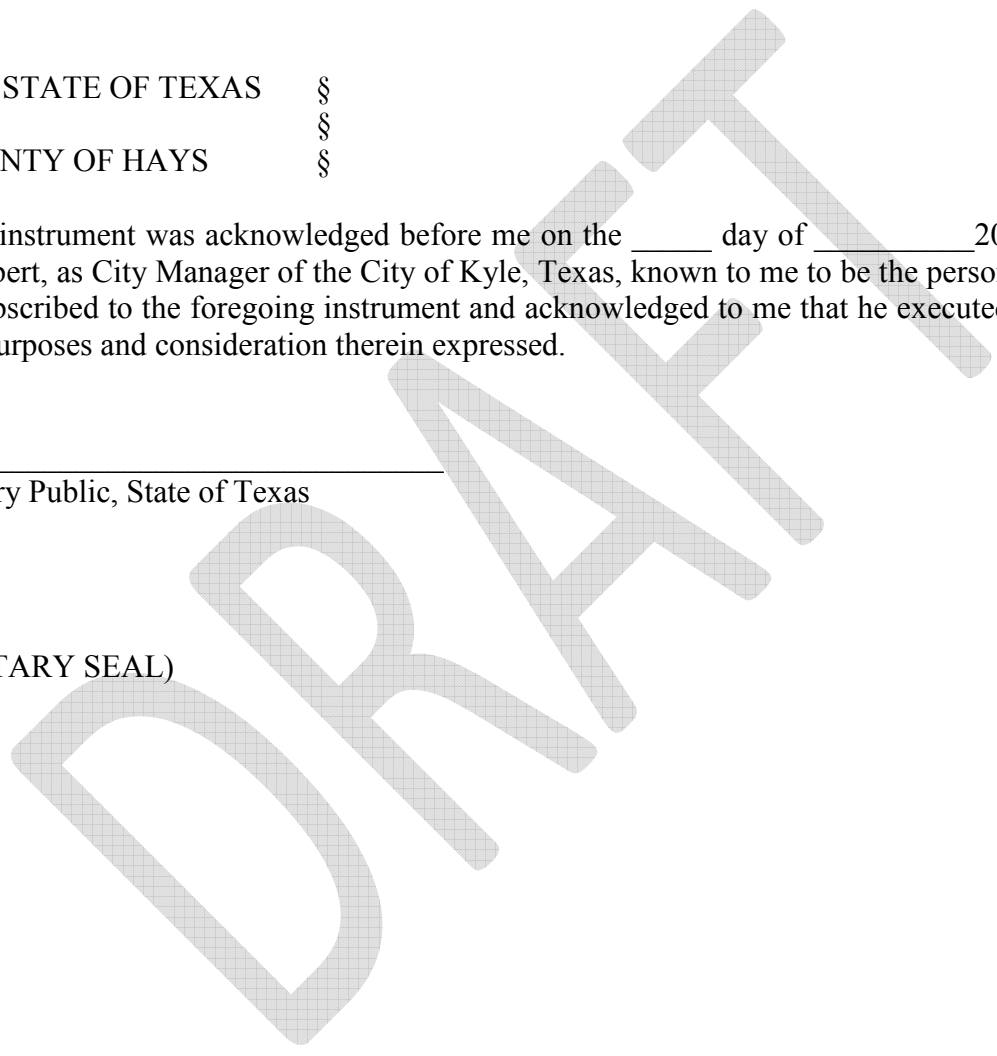 STATE OF TEXAS §
§
NTY OF HAYS §
instrument was acknowledged before me on the _____ day of __________20
pert, as City Manager of the City of Kyle, Texas, known to me to be the person
bscribed to the foregoing instrument and acknowledged to me that he executed
urposes and consideration therein expressed.
ry Public, State of Texas
TARY SEAL)
DRAFT